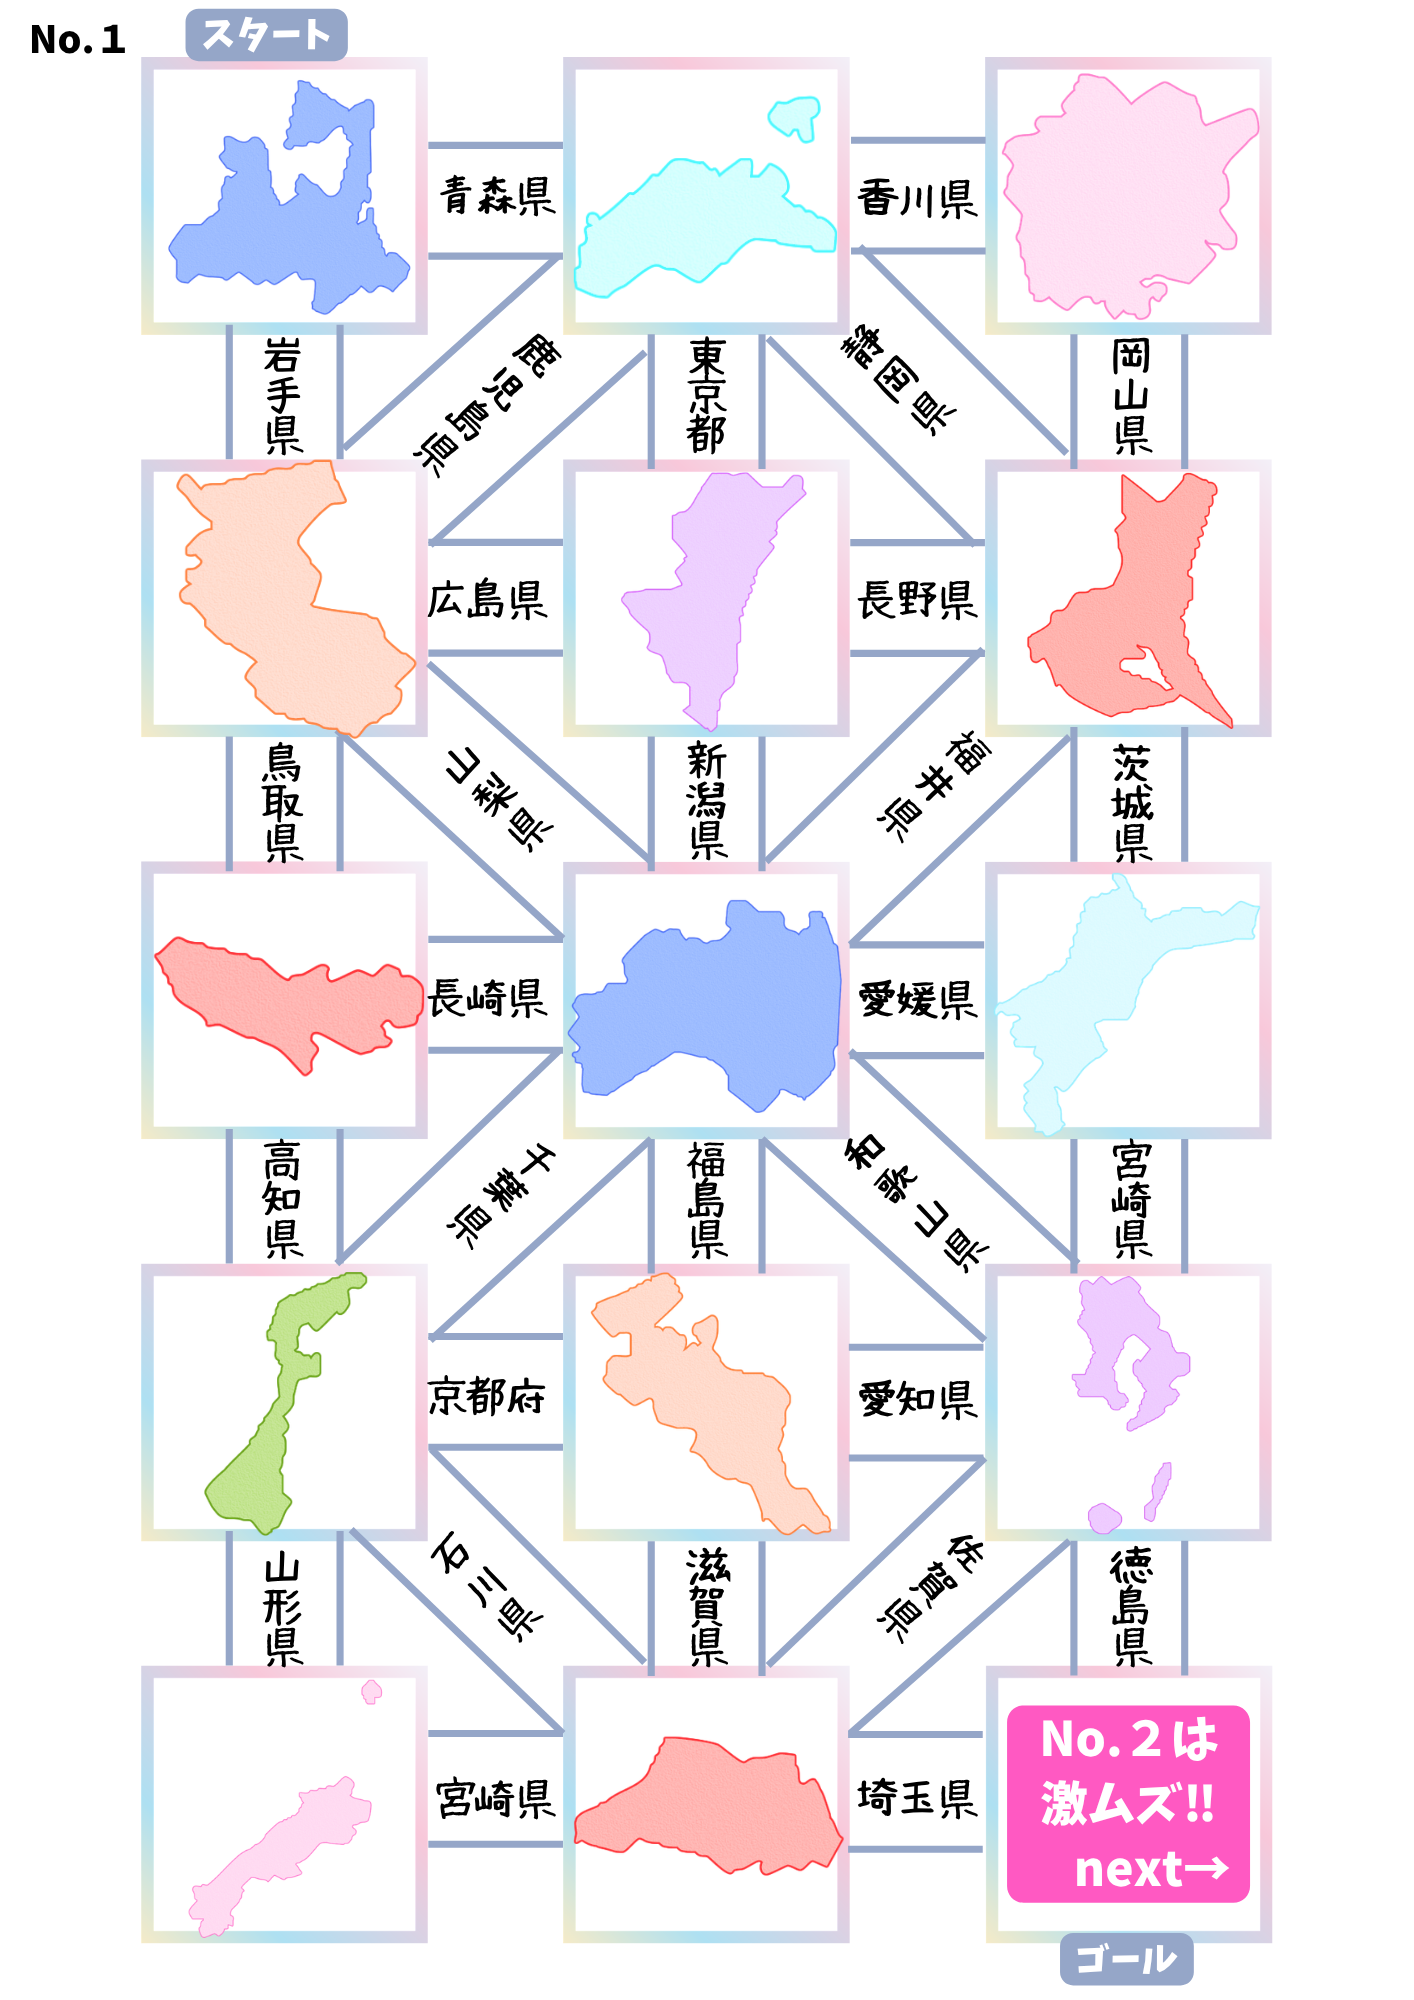 No.1
スタート
青森県
香川県
岩手県
鹿児島県
東京都
静岡県
岡山県
広島県
長野県
鳥取県
山梨県
新潟県
福井県
茨城県
長崎県
愛媛県
高知県
千葉県
福島県
和歌山県
宮崎県
京都府
愛知県
山形県
石川県
滋賀県
佐賀県
徳島県
宮崎県
埼玉県
No.2は
激ムズ!!
next→
ゴール